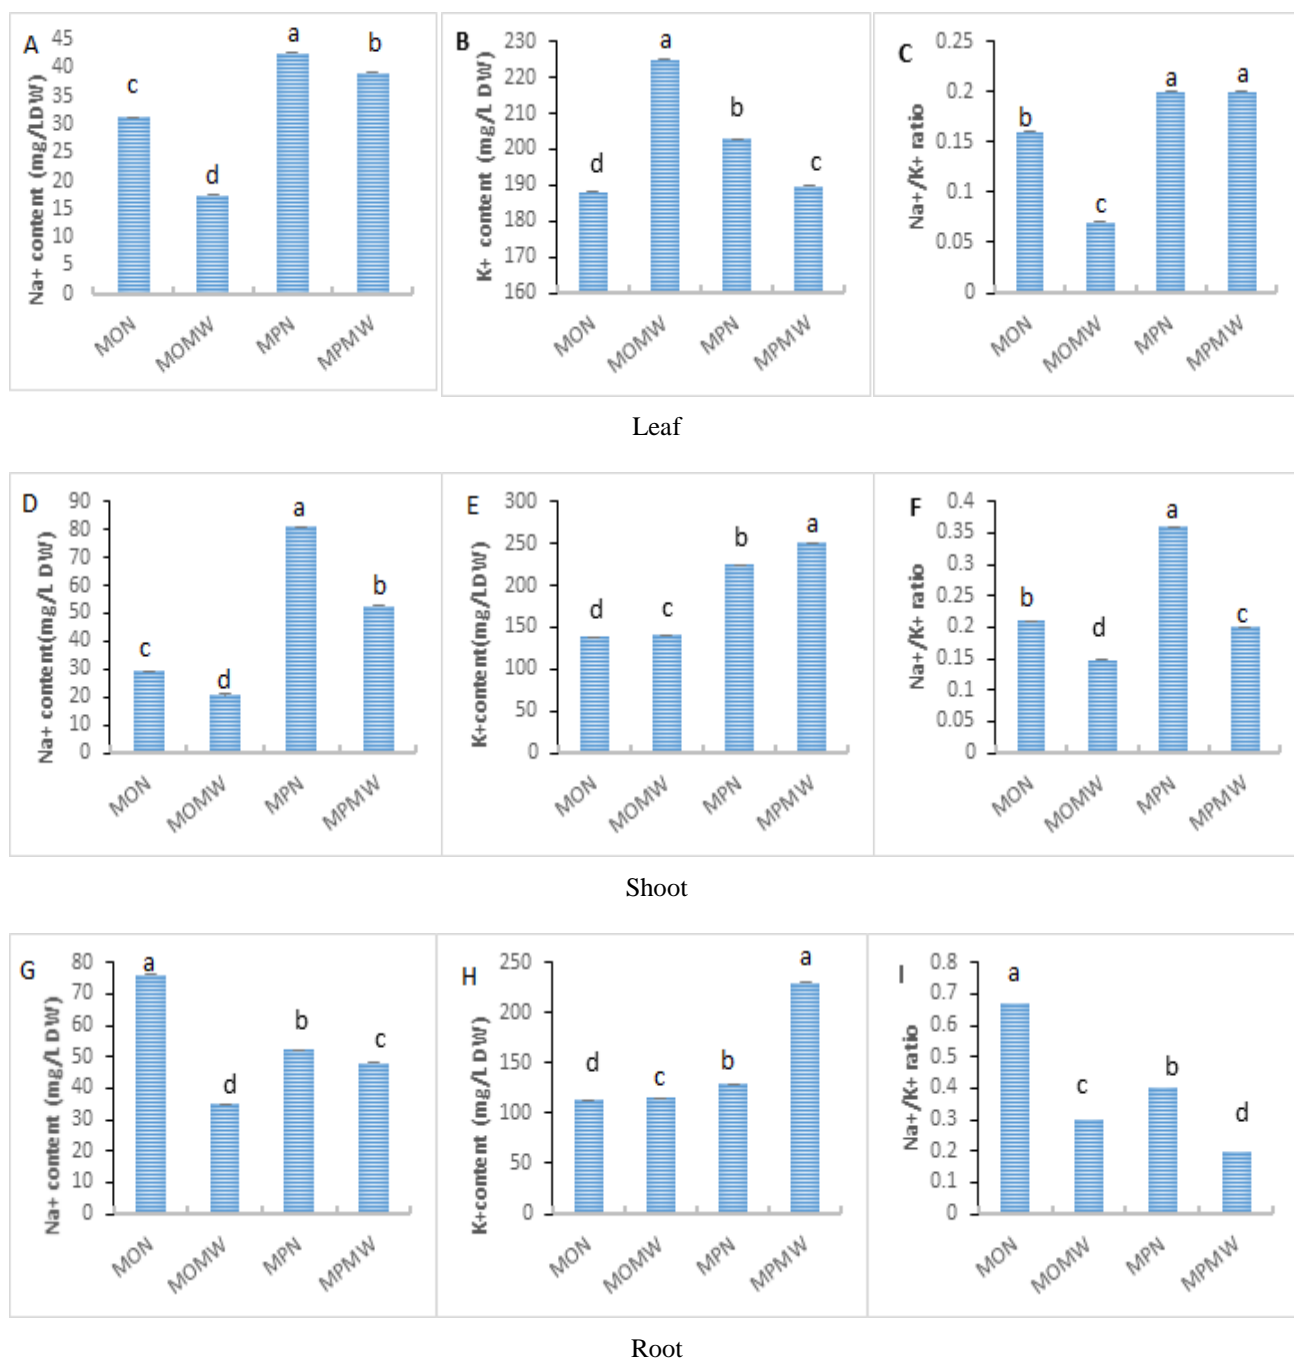 A
Na+ content (mg/LDW)
45
40
35
30
25
20
15
10
5
0
c
d
a
b
MON
MOMW
MPN
MPMW
B
K+ content (mg/L DW)
230
220
210
200
190
180
170
160
d
a
b
c
MON
MOMW
MPN
MPMW
C
Na+/K+ ratio
0.25
0.2
0.15
0.1
0.05
0
b
c
a
a
MON
MOMW
MPN
MPMW
Leaf
D
Na+ content(mg/L DW)
90
80
70
60
50
40
30
20
10
0
c
d
a
b
MON
MOMW
MPN
MPMW
E
K+content(mg/LDW)
300
250
200
150
100
50
0
d
c
b
a
MON
MOMW
MPN
MPMW
F
Na+/K+ ratio
0.4
0.35
0.3
0.25
0.2
0.15
0.1
0.05
0
b
d
a
c
MON
MOMW
MPN
MPMW
Shoot
G
Na+ content (mg/L DW)
80
70
60
50
40
30
20
10
0
a
d
b
c
MON
MOMW
MPN
MPMW
H
K+content (mg/L DW)
250
200
150
100
50
0
d
c
b
a
MON
MOMW
MPN
MPMW
I
Na+/K+ ratio
0.8
0.7
0.6
0.5
0.4
0.3
0.2
0.1
0
a
c
b
d
MON
MOMW
MPN
MPMW
Root